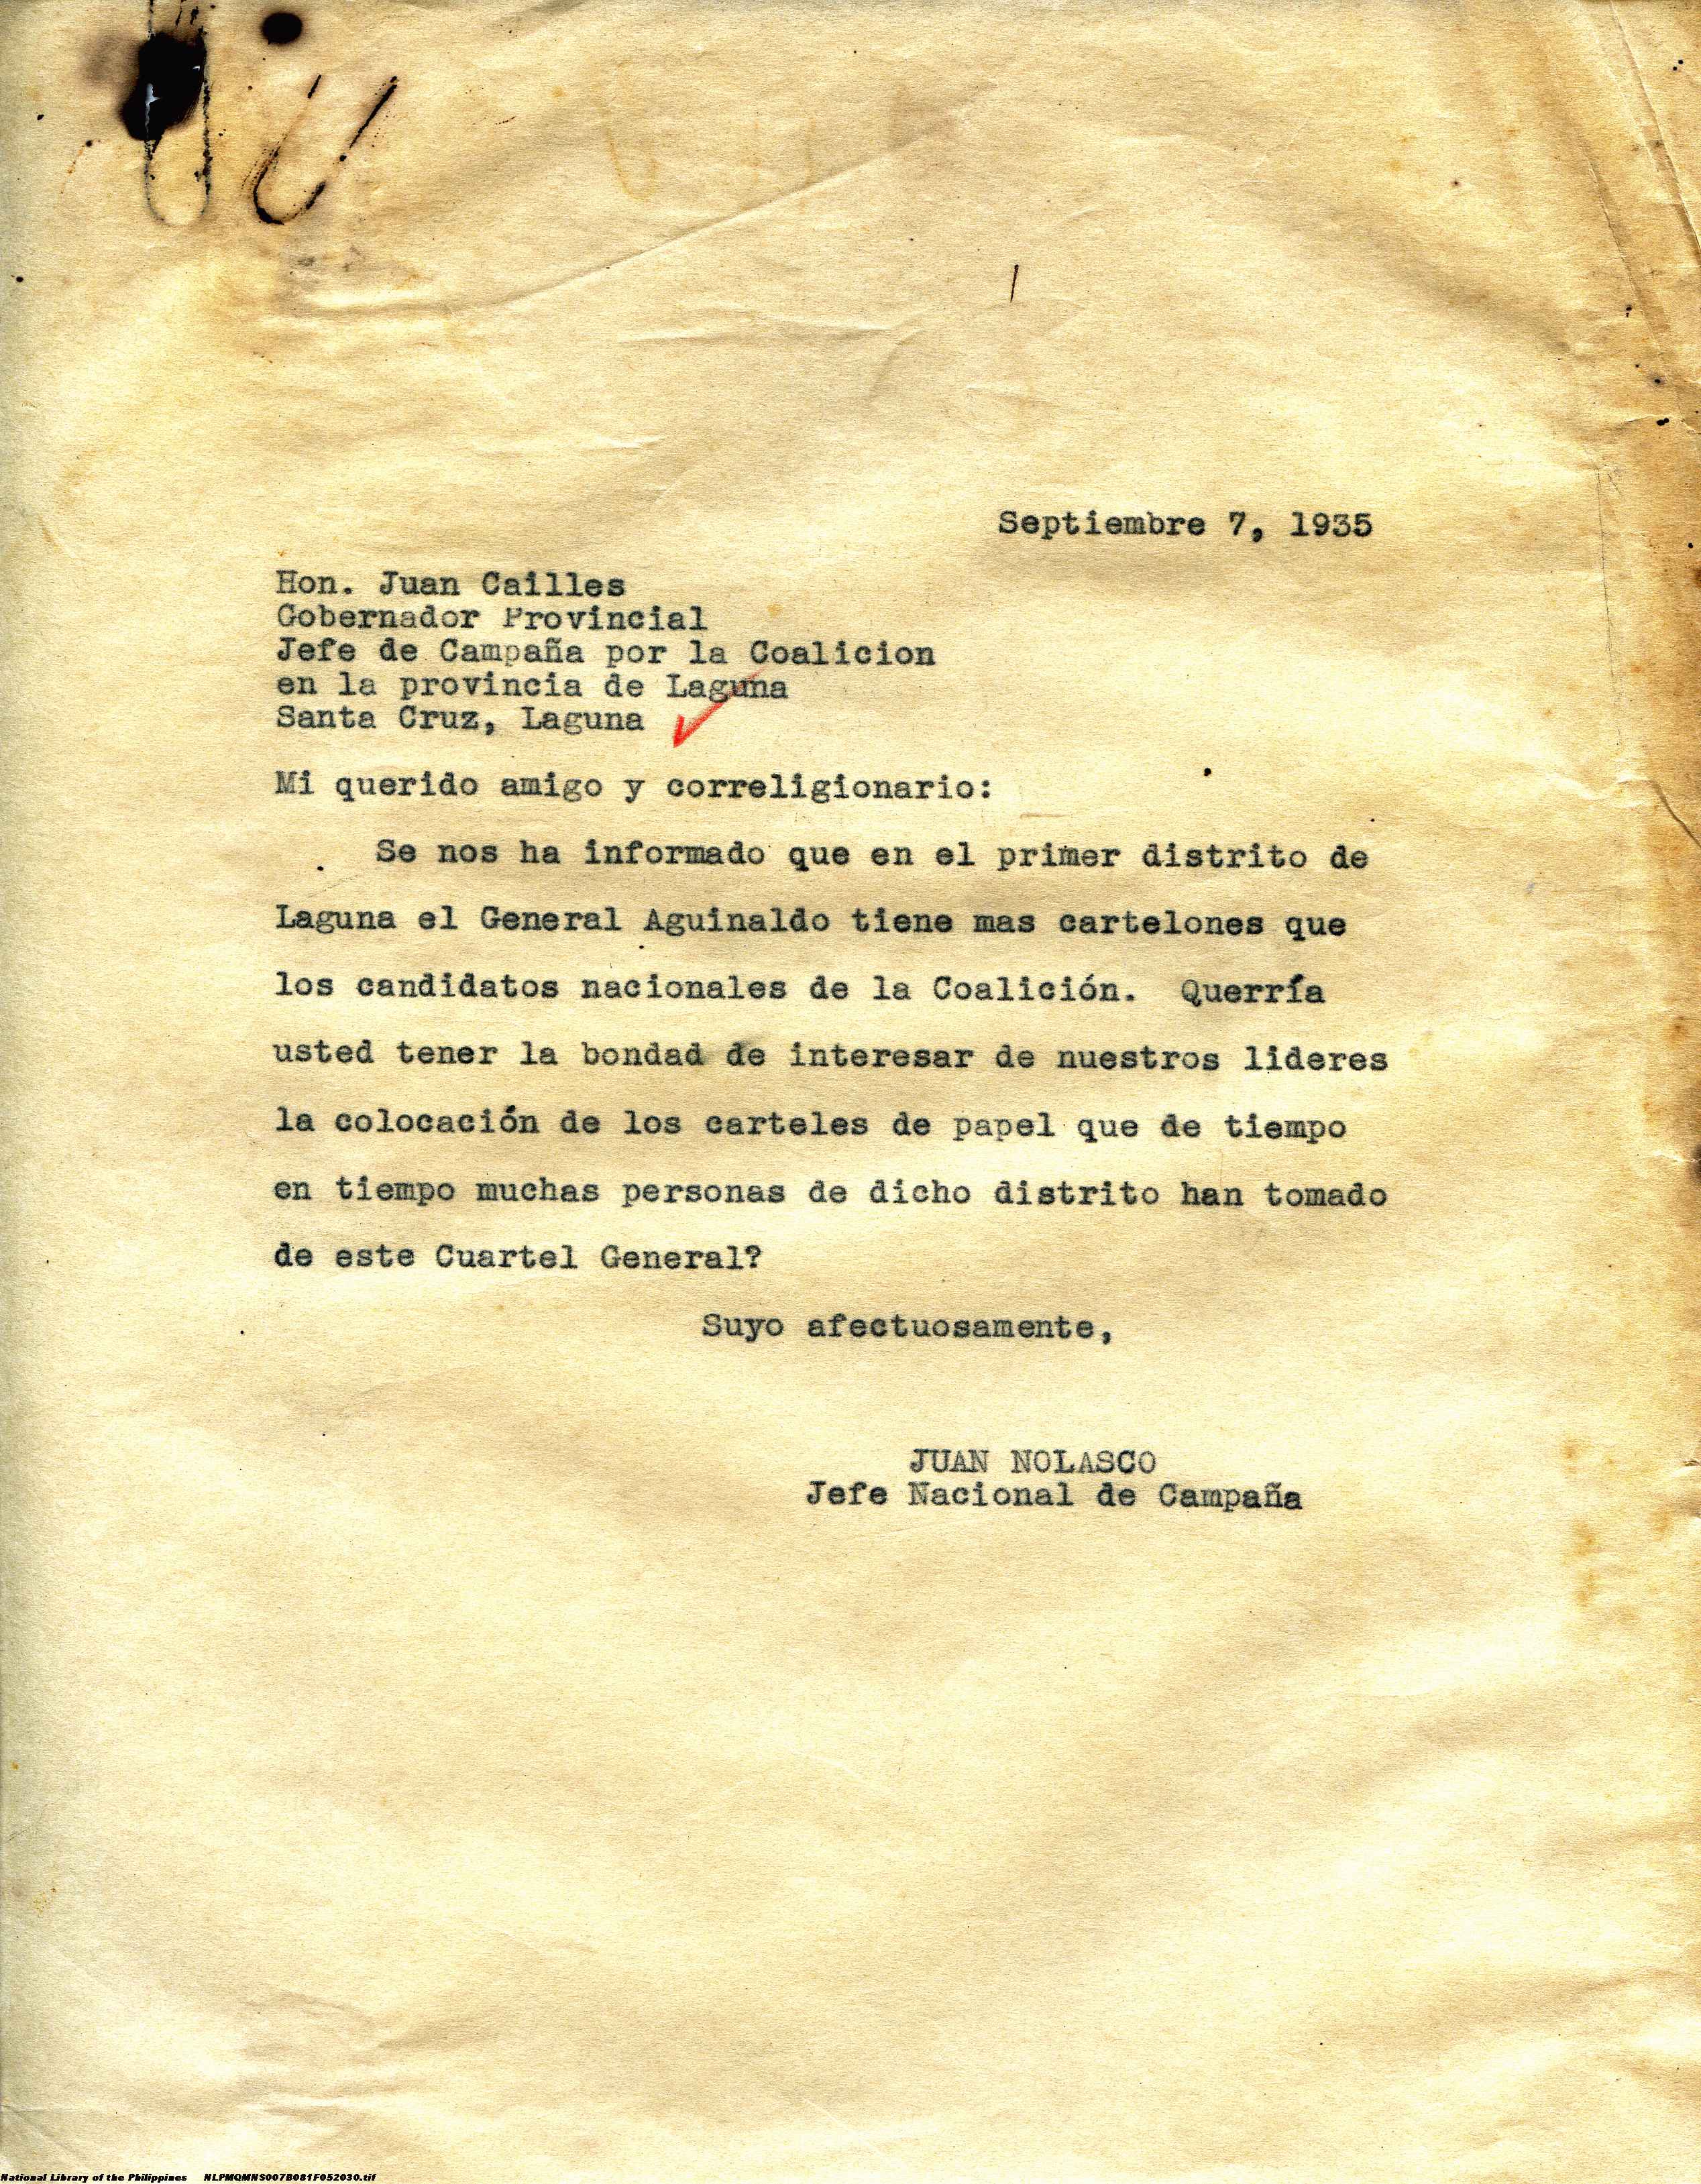 Septiembre 7, 1935
Hon. Juan Cailles
Gobernador Provincial
Jefe de Campaña por la Coalicion
en la provincia de Laguna
Santa Cruz, Laguna
Mi querido amigo y correligionario:
Se nos ha informado que en el primer distrito de
Laguna el General Aguinaldo tiene mas cartelones que
los candidatos nacionales de la Coalición. Querría
usted tener la bondad de interesar de nuestros lideres
la colocación de los carteles de papel que de tiempo
en tiempo muchas personas de dicho distrito han tomado
de este Cuartel General?
Suyo afectuosamente,
JUAN NOLASCO
Jefe Nacional de Campaña
National Library of the Philippines NLPMQMNS007B081F052030.tif